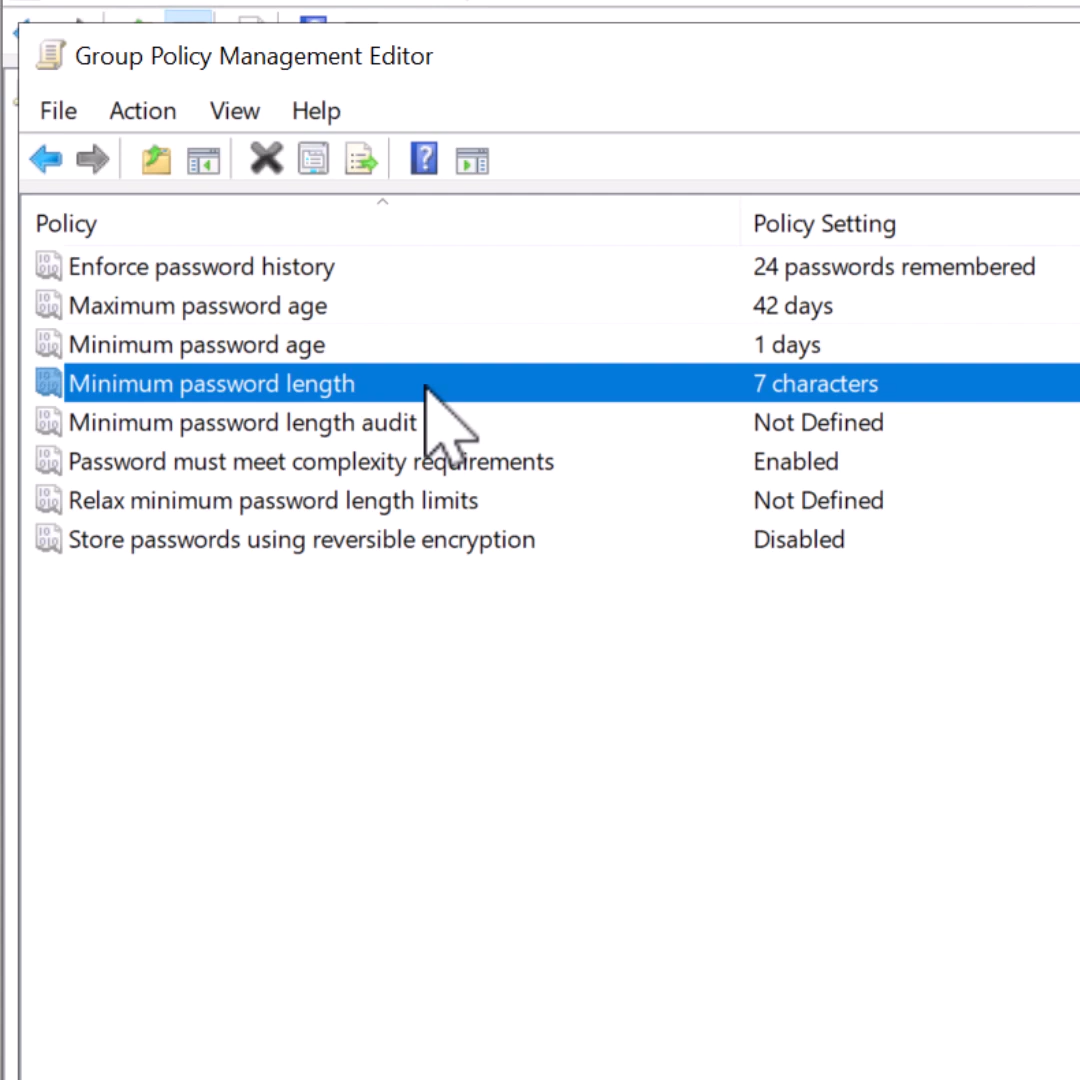 Group Policy Management Editor
File Action View Help
Policy Policy Setting
Enforce password history 24 passwords remembered
Maximum password age 42 days
Minimum password age 1 days
Minimum password length 7 characters
Minimum password length audit Not Defined
Password must meet complexity requirements Enabled
Relax minimum password length limits Not Defined
Store passwords using reversible encryption Disabled